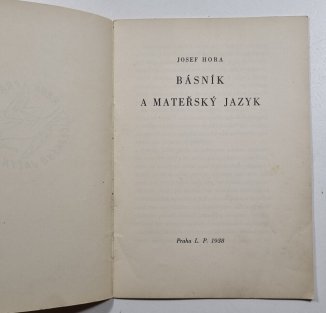 JOSEF HORA
BÁSNÍK
A MATEŘSKÝ JAZYK
Praha L. P. 1938